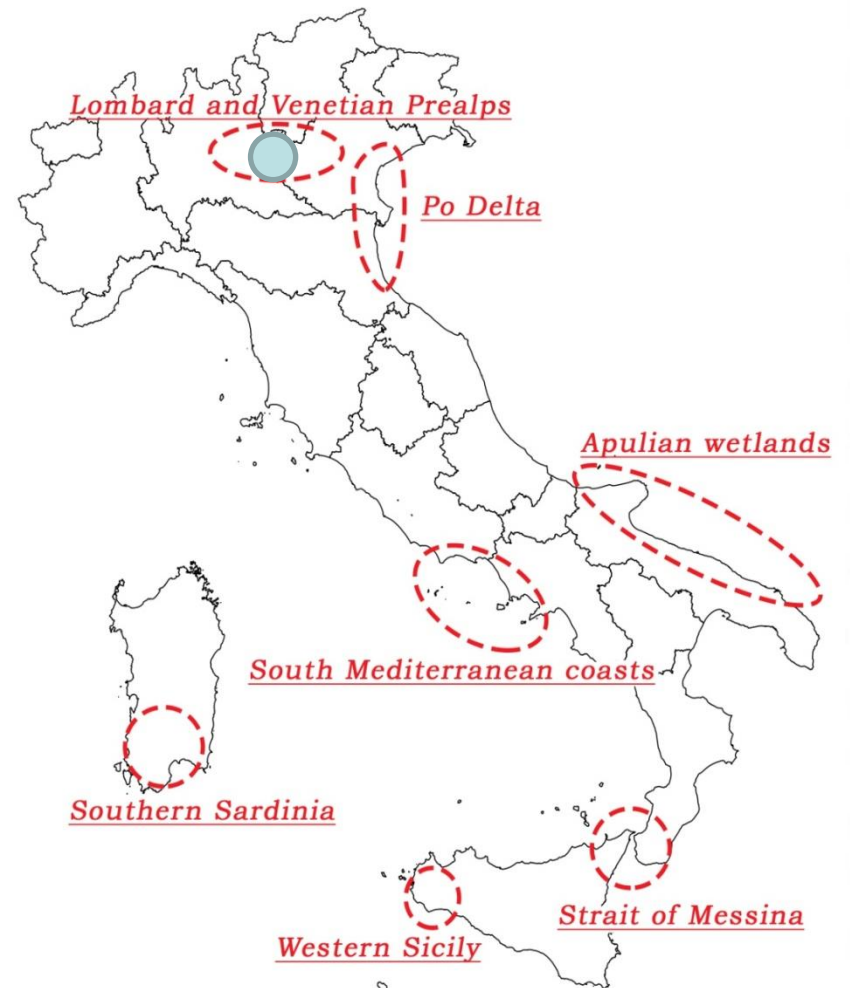 Lombard and Venetian Prealps
Po Delta
Apulian wetlands
South Mediterranean coasts
Southern Sardinia
Strait of Messina
Western Sicily